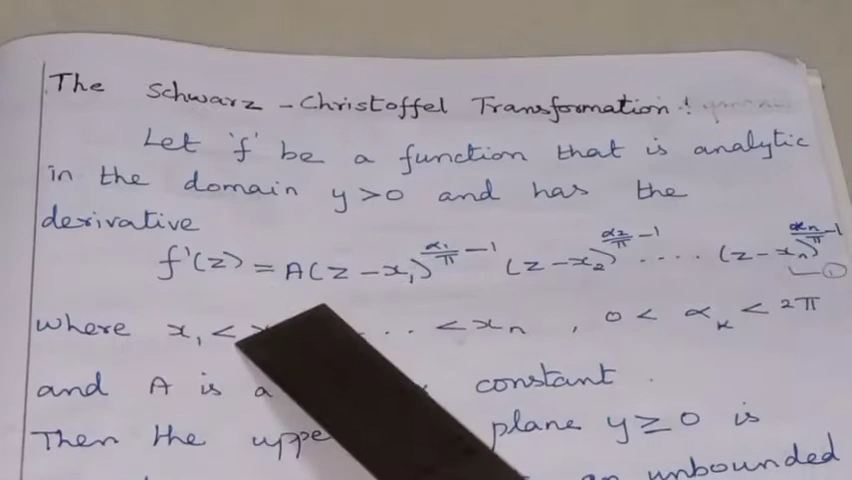 The Schwarz - Christoffel Transformation :
Let 'f' be a function that is analytic
in the domain y>0 and has the
derivative
f'(z) = A(z-x₁)^{α₁/π -1} (z-x₂)^{α₂/π -1} .... (z-xₙ)^{αₙ/π -1} —①
where x₁ < ... < xₙ , 0 < αₖ < 2π
and A is a constant.
Then the plane y≥0 is
an unbounded